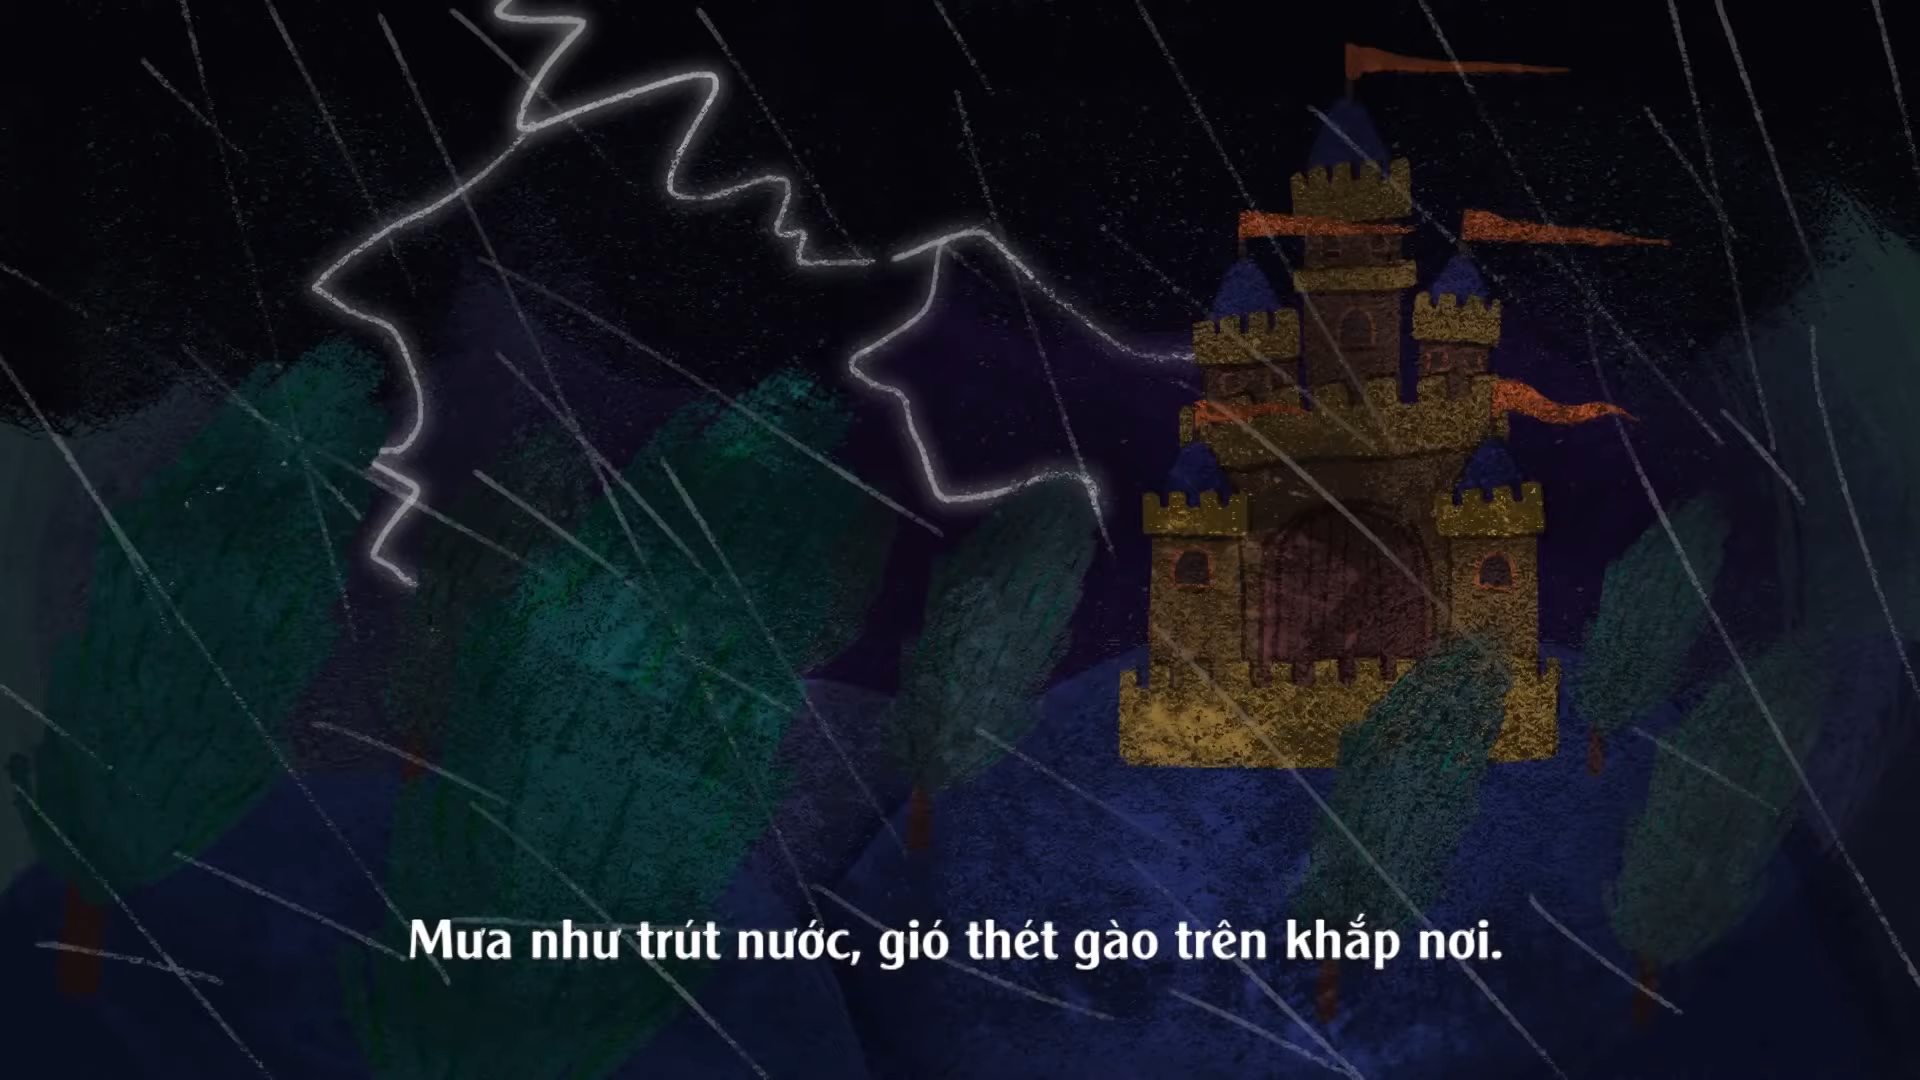 Mưa như trút nước, gió thét gào trên khắp nơi.